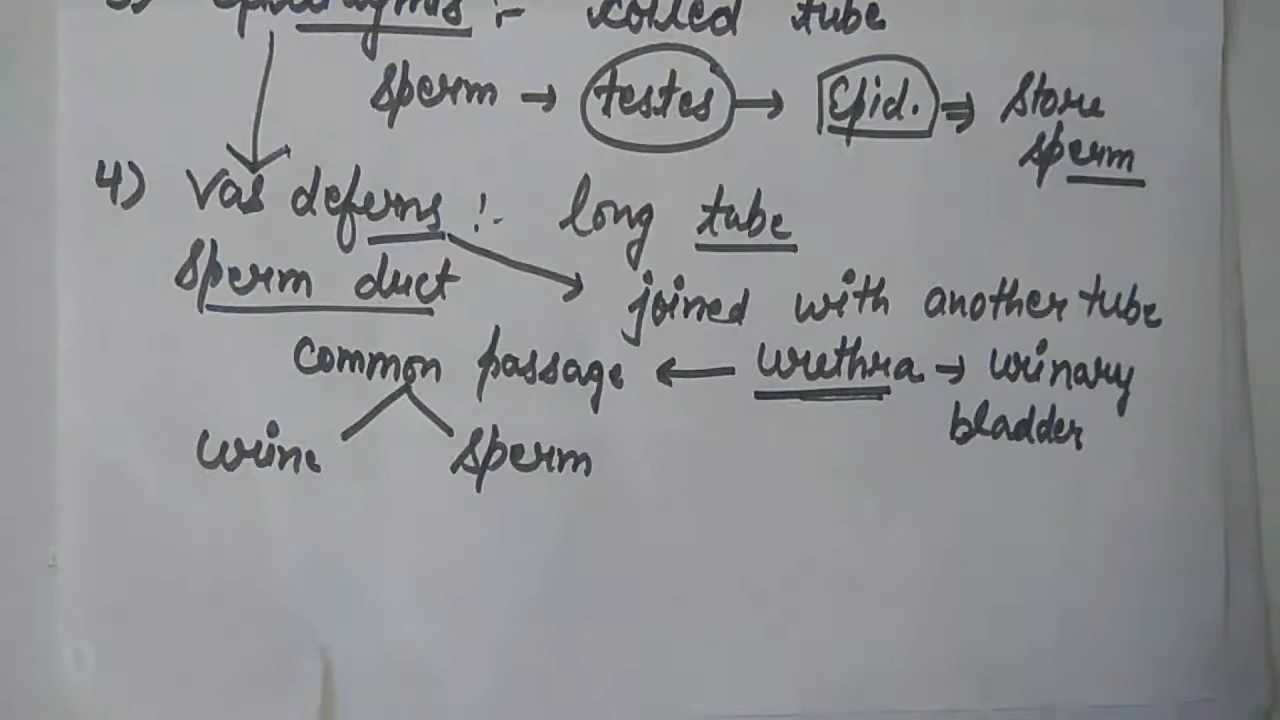 :- coiled tube
sperm → testes → Epid. ⇒ store
sperm
4) Vas deferns :- long tube
sperm duct
joined with another tube
common passage ← urethra → urinary
bladder
urine sperm